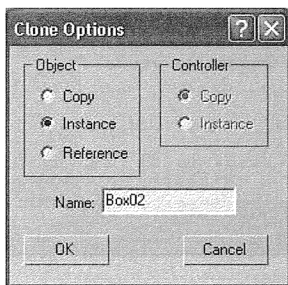 Clone Options
Object
Controller
Copy
Copy
Instance
Instance
Reference
Name: Box02
OK
Cancel